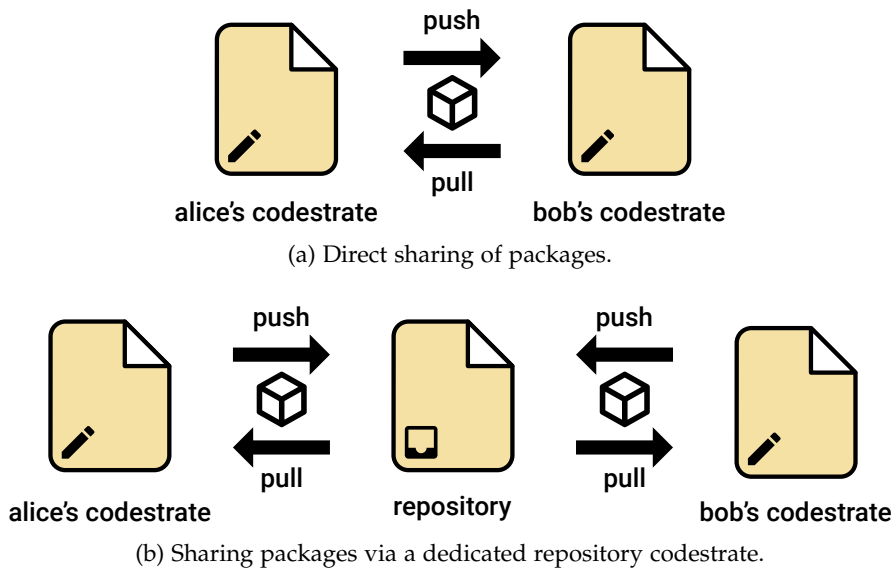 push
pull
alice's codestrate
bob's codestrate
(a) Direct sharing of packages.
push
push
pull
pull
alice's codestrate
repository
bob's codestrate
(b) Sharing packages via a dedicated repository codestrate.